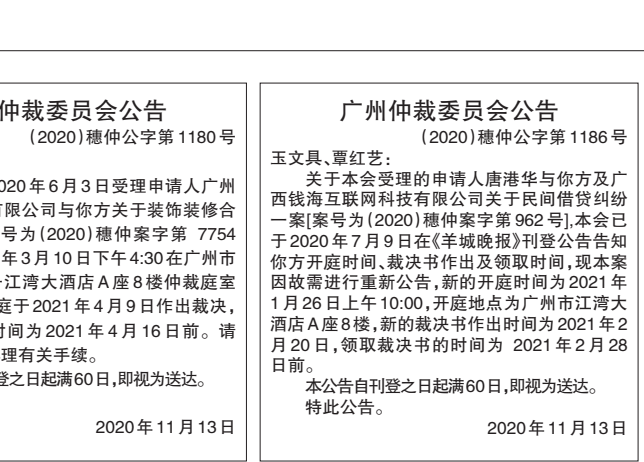 仲裁委员会公告
(2020)穗仲公字第1180号
020年6月3日受理申请人广州
有限公司与你方关于装饰装修合
号为(2020)穗仲案字第 7754
年3月10日下午4:30在广州市
江湾大酒店A座8楼仲裁庭室
庭于2021年4月9日作出裁决,
时间为2021年4月16日前。请
理有关手续。
登之日起满60日,即视为送达。
2020年11月13日
广州仲裁委员会公告
(2020)穗仲公字第1186号
玉文具、覃红艺:
关于本会受理的申请人唐港华与你方及广
西钱海互联网科技有限公司关于民间借贷纠纷
一案[案号为(2020)穗仲案字第962号],本会已
于2020年7月9日在《羊城晚报》刊登公告告知
你方开庭时间、裁决书作出及领取时间,现本案
因故需进行重新公告,新的开庭时间为2021年
1月26日上午10:00,开庭地点为广州市江湾大
酒店A座8楼,新的裁决书作出时间为2021年2
月20日,领取裁决书的时间为 2021年2月28
日前。
本公告自刊登之日起满60日,即视为送达。
特此公告。
2020年11月13日